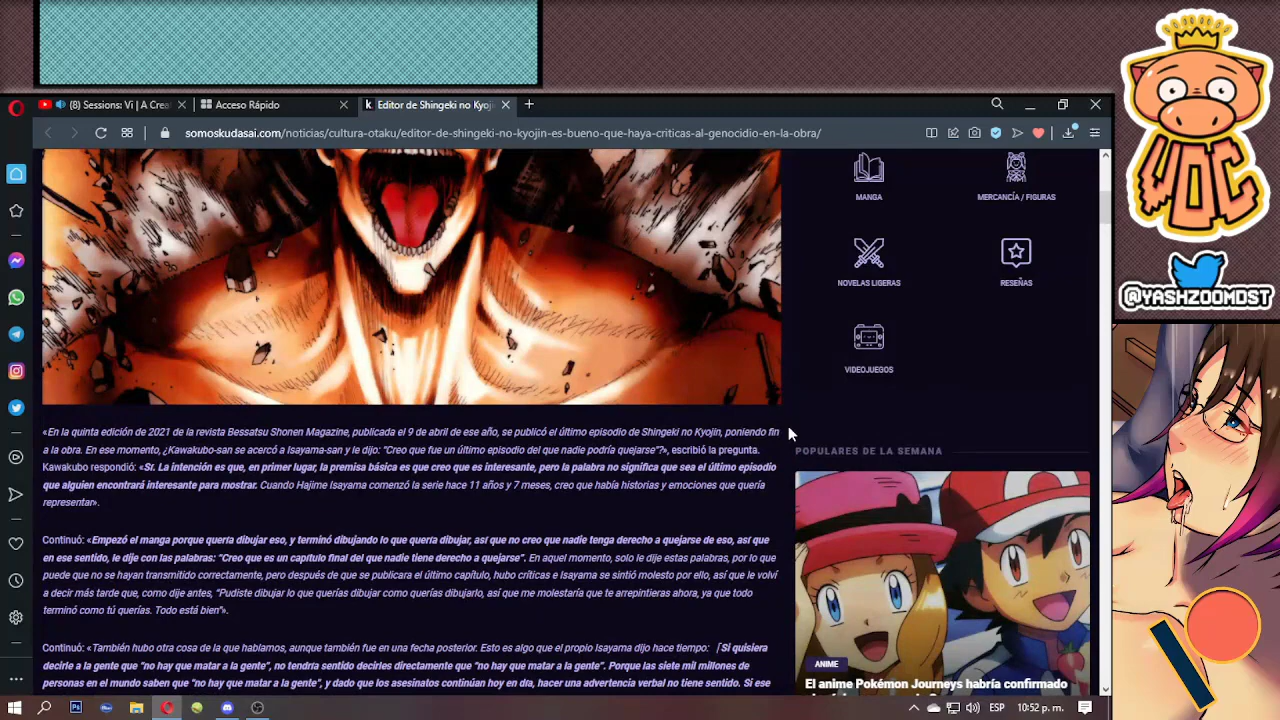 (8) Sessions: Vi | A Crea
Acceso Rápido
Editor de Shingeki no Kyoji
somoskudasai.com/noticias/cultura-otaku/editor-de-shingeki-no-kyojin-es-bueno-que-haya-criticas-al-genocidio-en-la-obra/
MANGA
MERCANCÍA / FIGURAS
NOVELAS LIGERAS
RESEÑAS
VIDEOJUEGOS
«En la quinta edición de 2021 de la revista Bessatsu Shonen Magazine, publicada el 9 de abril de ese año, se publicó el último episodio de Shingeki no Kyojin, poniendo fin
a la obra. En ese momento, ¿Kawakubo-san se acercó a Isayama-san y le dijo: “Creo que fue un último episodio del que nadie podría quejarse”?», escribió la pregunta.
Kawakubo respondió: «Sí. La intención es que, en primer lugar, la premisa básica es que creo que es interesante, pero la palabra no significa que sea el último episodio
que alguien encontrará interesante para mostrar. Cuando Hajime Isayama comenzó la serie hace 11 años y 7 meses, creo que había historias y emociones que quería
representar».
Continuó: «Empezó el manga porque quería dibujar eso, y terminó dibujando lo que quería dibujar, así que no creo que nadie tenga derecho a quejarse de eso, así que
en ese sentido, le dije con las palabras: “Creo que es un capítulo final del que nadie tiene derecho a quejarse”. En aquel momento, solo le dije estas palabras, por lo que
puede que no se hayan transmitido correctamente, pero después de que se publicara el último capítulo, hubo críticas e Isayama se sintió molesto por ello, así que le volví
a decir más tarde que, como dije antes, “Pudiste dibujar lo que querías dibujar como querías dibujarlo, así que me molestaría que te arrepintieras ahora, ya que todo
terminó como tú querías. Todo está bien”».
Continuó: «También hubo otra cosa de la que hablamos, aunque también fue en una fecha posterior. Esto es algo que el propio Isayama dijo hace tiempo: 「Si quisiera
decirle a la gente que “no hay que matar a la gente”, no tendría sentido decirles directamente que “no hay que matar a la gente”. Porque las siete mil millones de
personas en el mundo saben que “no hay que matar a la gente”, y dado que los asesinatos continúan hoy en día, hacer una advertencia verbal no tiene sentido. Si ese
POPULARES DE LA SEMANA
ANIME
El anime Pokémon Journeys habría confirmado
WOC
@YASHZOOMDST
ESP
10:52 p. m.